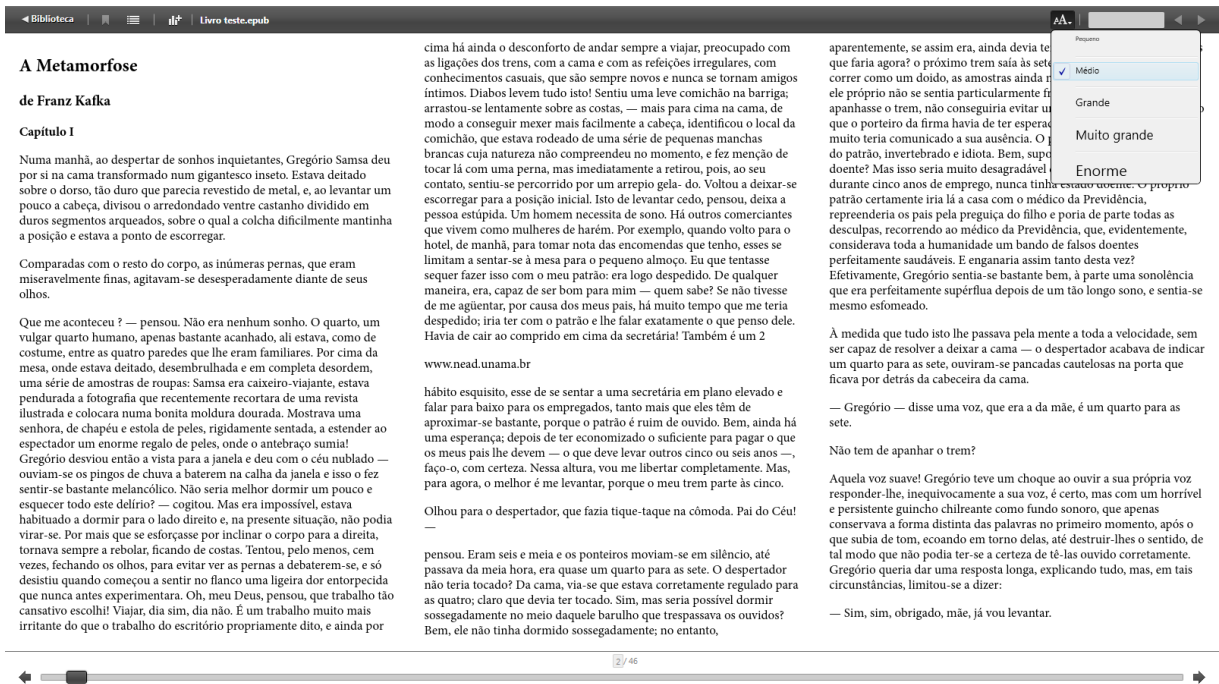 Biblioteca
Livro teste.epub
AA
A Metamorfose
de Franz Kafka
Capítulo I
Numa manhã, ao despertar de sonhos inquietantes, Gregório Samsa deu
por si na cama transformado num gigantesco inseto. Estava deitado
sobre o dorso, tão duro que parecia revestido de metal, e, ao levantar um
pouco a cabeça, divisou o arredondado ventre castanho dividido em
duros segmentos arqueados, sobre o qual a colcha dificilmente mantinha
a posição e estava a ponto de escorregar.
Comparadas com o resto do corpo, as inúmeras pernas, que eram
miseravelmente finas, agitavam-se desesperadamente diante de seus
olhos.
Que me aconteceu ? — pensou. Não era nenhum sonho. O quarto, um
vulgar quarto humano, apenas bastante acanhado, ali estava, como de
costume, entre as quatro paredes que lhe eram familiares. Por cima da
mesa, onde estava deitado, desembrulhada e em completa desordem,
uma série de amostras de roupas: Samsa era caixeiro-viajante, estava
pendurada a fotografia que recentemente recortara de uma revista
ilustrada e colocara numa bonita moldura dourada. Mostrava uma
senhora, de chapéu e estola de peles, rigidamente sentada, a estender ao
espectador um enorme regalo de peles, onde o antebraço sumia!
Gregório desviou então a vista para a janela e deu com o céu nublado —
ouviam-se os pingos de chuva a baterem na calha da janela e isso o fez
sentir-se bastante melancólico. Não seria melhor dormir um pouco e
esquecer todo este delírio? — cogitou. Mas era impossível, estava
habituado a dormir para o lado direito e, na presente situação, não podia
virar-se. Por mais que se esforçasse por inclinar o corpo para a direita,
tornava sempre a rebolar, ficando de costas. Tentou, pelo menos, cem
vezes, fechando os olhos, para evitar ver as pernas a debaterem-se, e só
desistiu quando começou a sentir no flanco uma ligeira dor entorpecida
que nunca antes experimentara. Oh, meu Deus, pensou, que trabalho tão
cansativo escolhi! Viajar, dia sim, dia não. É um trabalho muito mais
irritante do que o trabalho do escritório propriamente dito, e ainda por
cima há ainda o desconforto de andar sempre a viajar, preocupado com
as ligações dos trens, com a cama e com as refeições irregulares, com
conhecimentos casuais, que são sempre novos e nunca se tornam amigos
íntimos. Diabos levem tudo isto! Sentiu uma leve comichão na barriga;
arrastou-se lentamente sobre as costas, — mais para cima na cama, de
modo a conseguir mexer mais facilmente a cabeça, identificou o local da
comichão, que estava rodeado de uma série de pequenas manchas
brancas cuja natureza não compreendeu no momento, e fez menção de
tocar lá com uma perna, mas imediatamente a retirou, pois, ao seu
contato, sentiu-se percorrido por um arrepio gela- do. Voltou a deixar-se
escorregar para a posição inicial. Isto de levantar cedo, pensou, deixa a
pessoa estúpida. Um homem necessita de sono. Há outros comerciantes
que vivem como mulheres de harém. Por exemplo, quando volto para o
hotel, de manhã, para tomar nota das encomendas que tenho, esses se
limitam a sentar-se à mesa para o pequeno almoço. Eu que tentasse
sequer fazer isso com o meu patrão: era logo despedido. De qualquer
maneira, era, capaz de ser bom para mim — quem sabe? Se não tivesse
de me agüentar, por causa dos meus pais, há muito tempo que me teria
despedido; iria ter com o patrão e lhe falar exatamente o que penso dele.
Havia de cair ao comprido em cima da secretária! Também é um 2
www.nead.unama.br
hábito esquisito, esse de se sentar a uma secretária em plano elevado e
falar para baixo para os empregados, tanto mais que eles têm de
aproximar-se bastante, porque o patrão é ruim de ouvido. Bem, ainda há
uma esperança; depois de ter economizado o suficiente para pagar o que
os meus pais lhe devem — o que deve levar outros cinco ou seis anos —,
faço-o, com certeza. Nessa altura, vou me libertar completamente. Mas,
para agora, o melhor é me levantar, porque o meu trem parte às cinco.
Olhou para o despertador, que fazia tique-taque na cômoda. Pai do Céu!
—
pensou. Eram seis e meia e os ponteiros moviam-se em silêncio, até
passava da meia hora, era quase um quarto para as sete. O despertador
não teria tocado? Da cama, via-se que estava corretamente regulado para
as quatro; claro que devia ter tocado. Sim, mas seria possível dormir
sossegadamente no meio daquele barulho que trespassava os ouvidos?
Bem, ele não tinha dormido sossegadamente; no entanto,
aparentemente, se assim era, ainda devia te
que faria agora? o próximo trem saía às sete
correr como um doido, as amostras ainda
ele próprio não se sentia particularmente
apanhasse o trem, não conseguiria evitar
que o porteiro da firma havia de ter
muito teria comunicado a sua ausência. O
do patrão, invertebrado e idiota. Bem,
doente? Mas isso seria muito desagradável
durante cinco anos de emprego, nunca tinha estado doente. O próprio
patrão certamente iria lá a casa com o médico da Previdência,
repreenderia os pais pela preguiça do filho e poria de parte todas as
desculpas, recorrendo ao médico da Previdência, que, evidentemente,
considerava toda a humanidade um bando de falsos doentes
perfeitamente saudáveis. E enganaria assim tanto desta vez?
Efetivamente, Gregório sentia-se bastante bem, à parte uma sonolência
que era perfeitamente supérflua depois de um tão longo sono, e sentia-se
mesmo esfomeado.
À medida que tudo isto lhe passava pela mente a toda a velocidade, sem
ser capaz de resolver a deixar a cama — o despertador acabava de indicar
um quarto para as sete, ouviram-se pancadas cautelosas na porta que
ficava por detrás da cabeceira da cama.
— Gregório — disse uma voz, que era a da mãe, é um quarto para as
sete.
Não tem de apanhar o trem?
Aquela voz suave! Gregório teve um choque ao ouvir a sua própria voz
responder-lhe, inequivocamente a sua voz, é certo, mas com um horrível
e persistente guincho chilreante como fundo sonoro, que apenas
conservava a forma distinta das palavras no primeiro momento, após o
que subia de tom, ecoando em torno delas, até destruir-lhes o sentido, de
tal modo que não podia ter-se a certeza de tê-las ouvido corretamente.
Gregório queria dar uma resposta longa, explicando tudo, mas, em tais
circunstâncias, limitou-se a dizer:
— Sim, sim, obrigado, mãe, já vou levantar.
Pequeno
Médio
Grande
Muito grande
Enorme
2 / 46